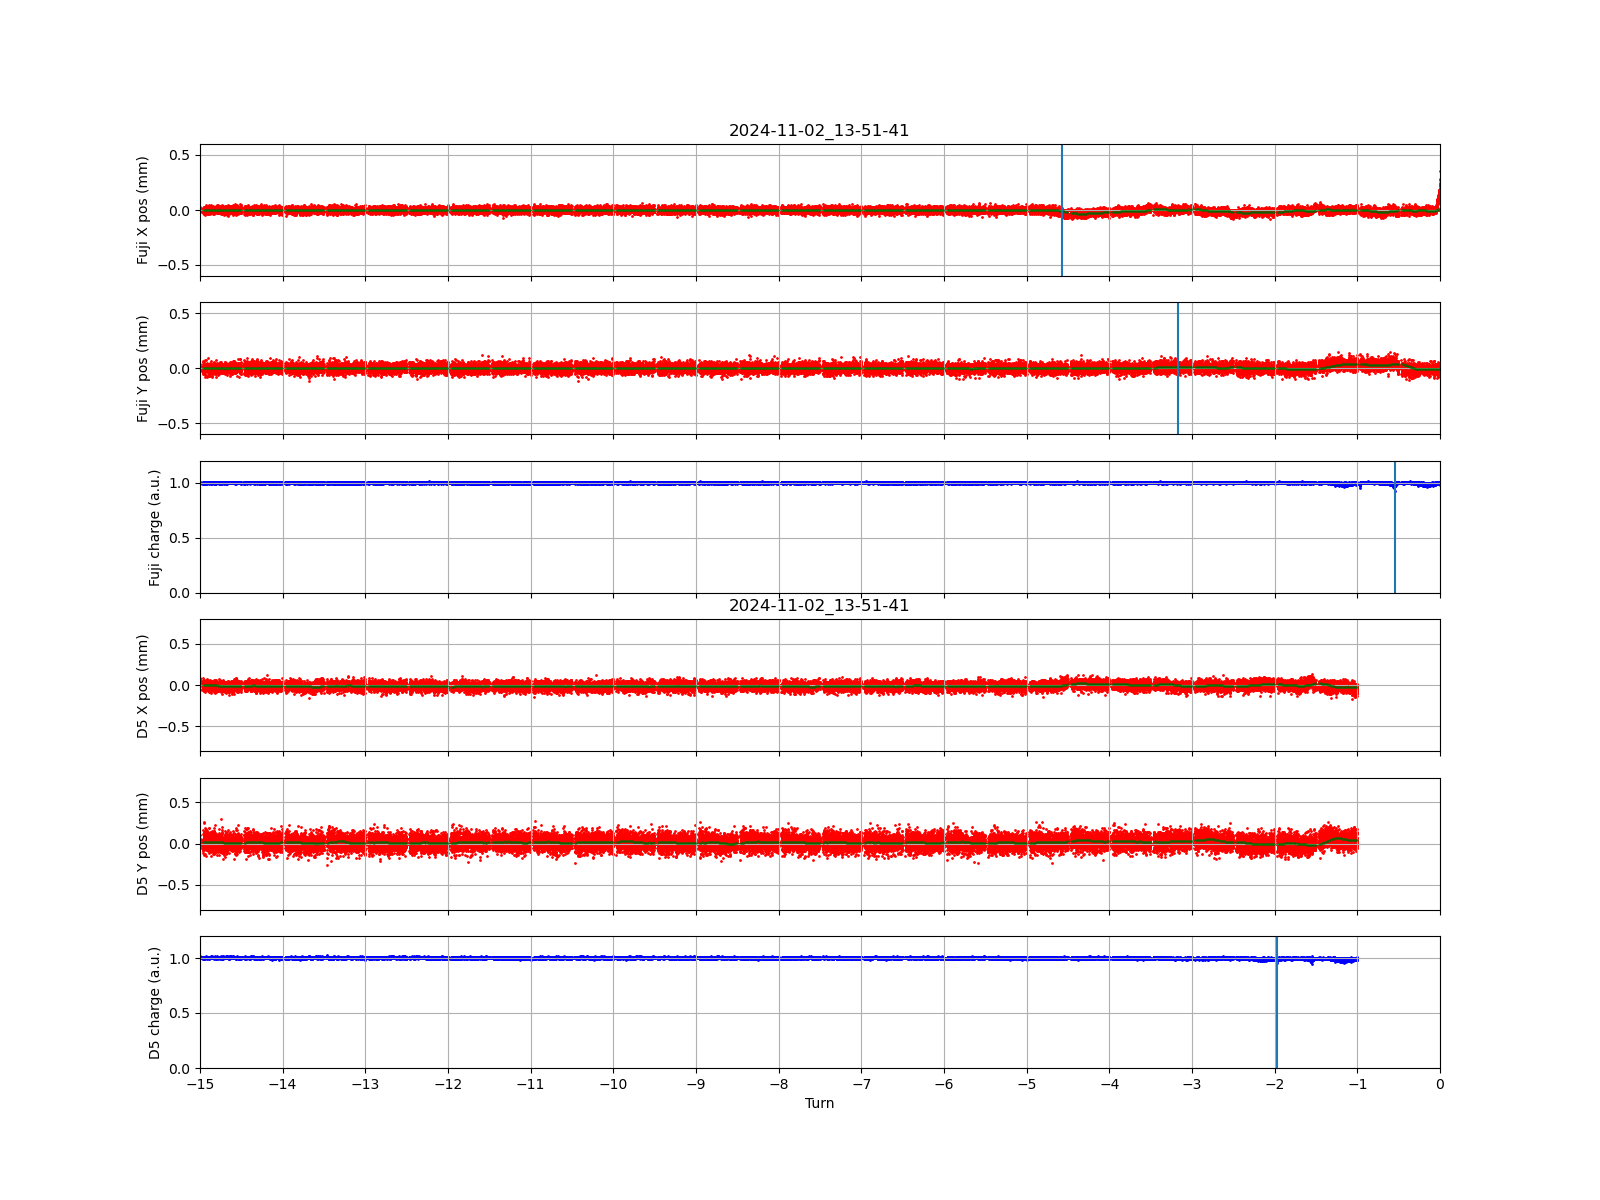 2024-11-02_13-51-41
Fuji X pos (mm)
0.5
0.0
−0.5
Fuji Y pos (mm)
0.5
0.0
−0.5
Fuji charge (a.u.)
1.0
0.5
0.0
2024-11-02_13-51-41
D5 X pos (mm)
0.5
0.0
−0.5
D5 Y pos (mm)
0.5
0.0
−0.5
D5 charge (a.u.)
1.0
0.5
0.0
−15 −14 −13 −12 −11 −10 −9 −8 −7 −6 −5 −4 −3 −2 −1 0
Turn